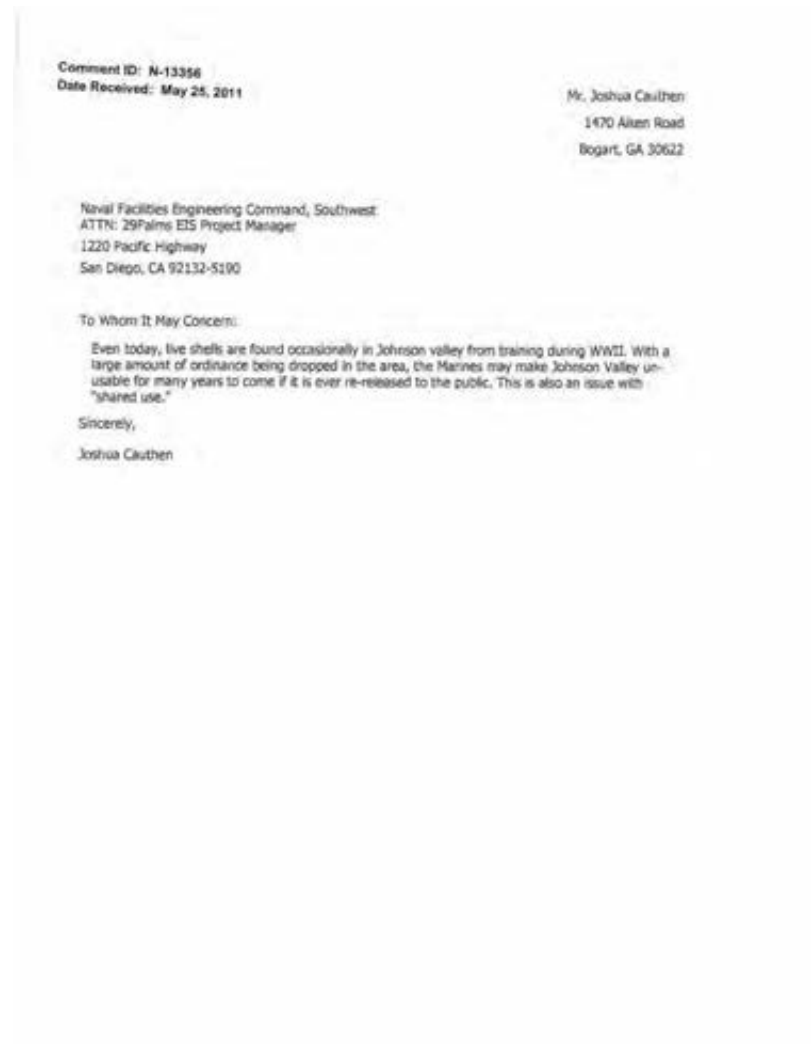 Comment ID: N-13356
Date Received: May 25, 2011
Mr. Joshua Cauthen
1470 Aiken Road
Bogart, GA 30622
Naval Facilities Engineering Command, Southwest
ATTN: 29Palms EIS Project Manager
1220 Pacific Highway
San Diego, CA 92132-5190
To Whom It May Concern:
Even today, live shells are found occasionally in Johnson valley from training during WWII. With a
large amount of ordinance being dropped in the area, the Marines may make Johnson Valley un-
usable for many years to come if it is ever re-released to the public. This is also an issue with
"shared use."
Sincerely,
Joshua Cauthen